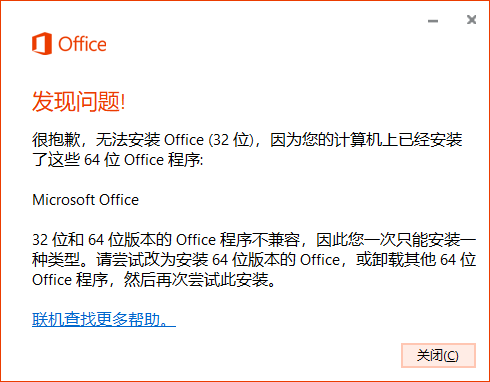 Office
发现问题!
很抱歉，无法安装 Office (32 位)，因为您的计算机上已经安装
了这些 64 位 Office 程序:
Microsoft Office
32 位和 64 位版本的 Office 程序不兼容，因此您一次只能安装一
种类型。请尝试改为安装 64 位版本的 Office，或卸载其他 64 位
Office 程序，然后再次尝试此安装。
联机查找更多帮助。
关闭(C)